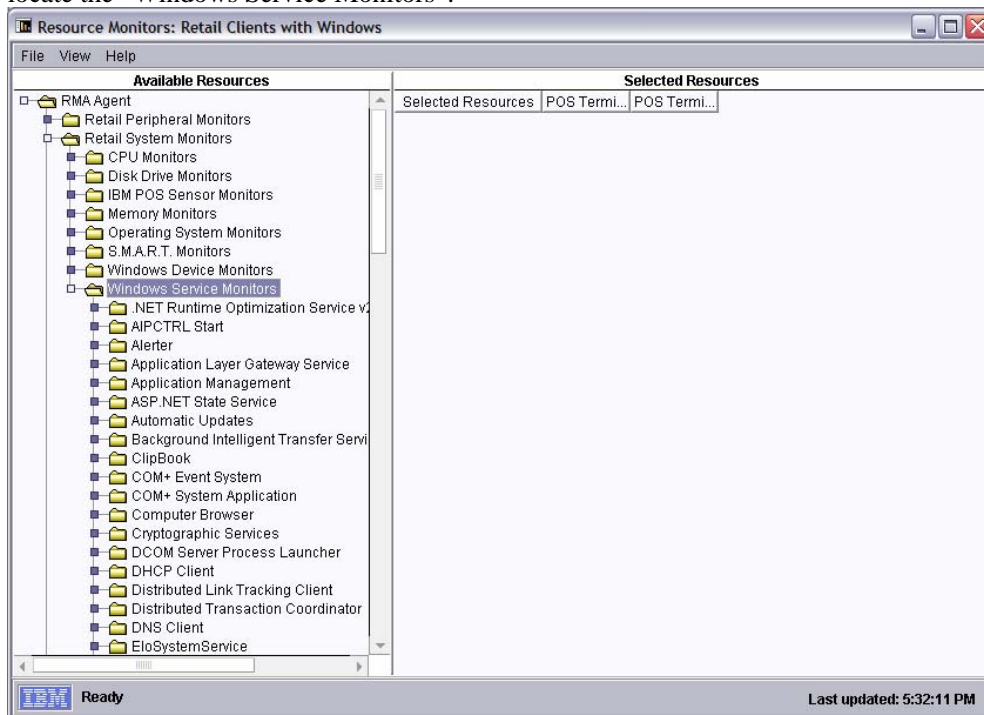 locate the "Windows Service Monitors".
Resource Monitors: Retail Clients with Windows
File View Help
Available Resources
Selected Resources
RMA Agent
Retail Peripheral Monitors
Retail System Monitors
CPU Monitors
Disk Drive Monitors
IBM POS Sensor Monitors
Memory Monitors
Operating System Monitors
S.M.A.R.T. Monitors
Windows Device Monitors
Windows Service Monitors
.NET Runtime Optimization Service v2
AIPCTRL Start
Alerter
Application Layer Gateway Service
Application Management
ASP.NET State Service
Automatic Updates
Background Intelligent Transfer Servi
ClipBook
COM+ Event System
COM+ System Application
Computer Browser
Cryptographic Services
DCOM Server Process Launcher
DHCP Client
Distributed Link Tracking Client
Distributed Transaction Coordinator
DNS Client
EloSystemService
Selected Resources POS Termi... POS Termi...
IBM Ready
Last updated: 5:32:11 PM